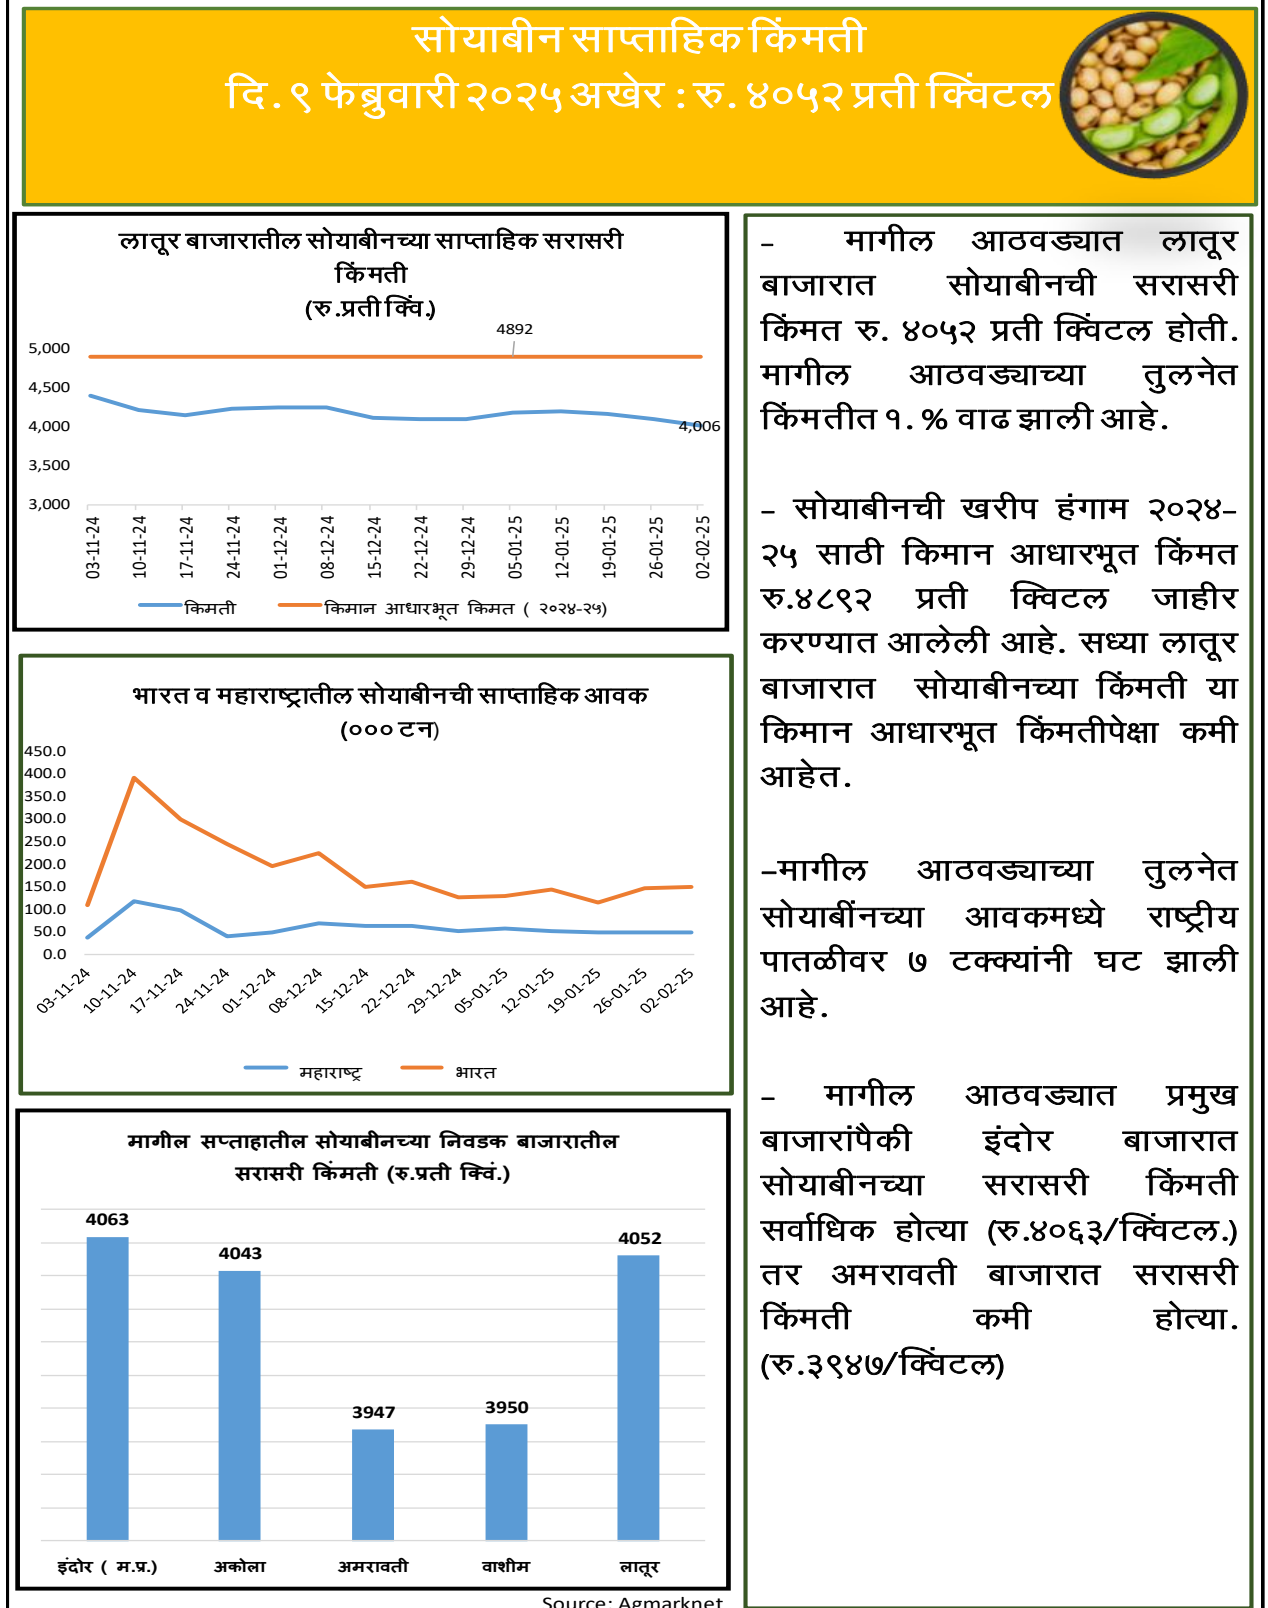 सोयाबीन साप्ताहिक किंमती
दि. ९ फेब्रुवारी २०२५ अखेर : रु. ४०५२ प्रती क्विंटल
लातूर बाजारातील सोयाबीनच्या साप्ताहिक सरासरी
किंमती
(रु.प्रती क्विं.)
4892
5,000
4,500
4,000
3,500
3,000
4,006
03-11-24
10-11-24
17-11-24
24-11-24
01-12-24
08-12-24
15-12-24
22-12-24
29-12-24
05-01-25
12-01-25
19-01-25
26-01-25
02-02-25
किमती किमान आधारभूत किमत ( २०२४-२५)
भारत व महाराष्ट्रातील सोयाबीनची साप्ताहिक आवक
(००० टन)
450.0
400.0
350.0
300.0
250.0
200.0
150.0
100.0
50.0
0.0
03-11-24
10-11-24
17-11-24
24-11-24
01-12-24
08-12-24
15-12-24
22-12-24
29-12-24
05-01-25
12-01-25
19-01-25
26-01-25
02-02-25
महाराष्ट्र भारत
मागील सप्ताहातील सोयाबीनच्या निवडक बाजारातील
सरासरी किंमती (रु.प्रती क्विं.)
4063
4043
3947
3950
4052
इंदोर ( म.प्र.) अकोला अमरावती वाशीम लातूर
Source: Agmarknet
- मागील आठवड्यात लातूर
बाजारात सोयाबीनची सरासरी
किंमत रु. ४०५२ प्रती क्विंटल होती.
मागील आठवड्याच्या तुलनेत
किंमतीत १. % वाढ झाली आहे.
- सोयाबीनची खरीप हंगाम २०२४-
२५ साठी किमान आधारभूत किंमत
रु.४८९२ प्रती क्विटल जाहीर
करण्यात आलेली आहे. सध्या लातूर
बाजारात सोयाबीनच्या किंमती या
किमान आधारभूत किंमतीपेक्षा कमी
आहेत.
-मागील आठवड्याच्या तुलनेत
सोयाबींनच्या आवकमध्ये राष्ट्रीय
पातळीवर ७ टक्क्यांनी घट झाली
आहे.
- मागील आठवड्यात प्रमुख
बाजारांपैकी इंदोर बाजारात
सोयाबीनच्या सरासरी किंमती
सर्वाधिक होत्या (रु.४०६३/क्विंटल.)
तर अमरावती बाजारात सरासरी
किंमती कमी होत्या.
(रु.३९४७/क्विंटल)